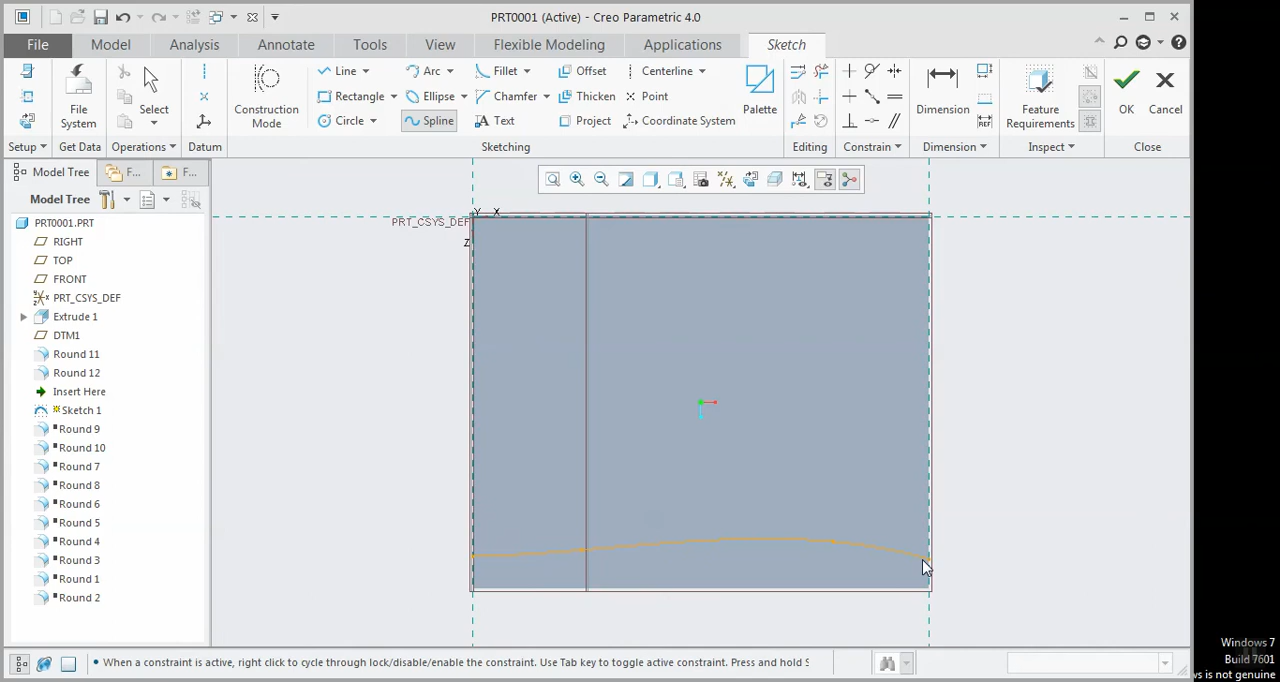 PRT0001 (Active) - Creo Parametric 4.0
File Model Analysis Annotate Tools View Flexible Modeling Applications Sketch
Line Arc Fillet Offset Centerline
Rectangle Ellipse Chamfer Thicken Point
Circle Spline Text Project Coordinate System
File System Select Construction Mode Palette Dimension Feature Requirements OK Cancel
Setup Get Data Operations Datum Sketching Editing Constrain Dimension Inspect Close
Model Tree F... F...
Model Tree
PRT0001.PRT
RIGHT
TOP
FRONT
PRT_CSYS_DEF
Extrude 1
DTM1
Round 11
Round 12
Insert Here
Sketch 1
Round 9
Round 10
Round 7
Round 8
Round 6
Round 5
Round 4
Round 3
Round 1
Round 2
Y X
PRT_CSYS_DEF
Z
• When a constraint is active, right click to cycle through lock/disable/enable the constraint. Use Tab key to toggle active constraint. Press and hold S
Windows 7
Build 7601
ws is not genuine